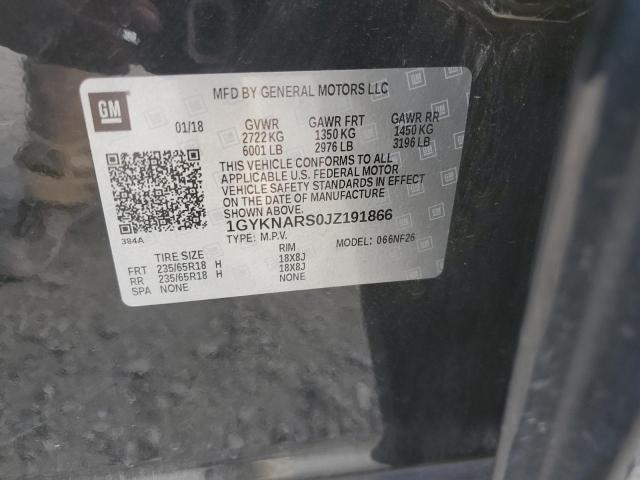 GM
MFD BY GENERAL MOTORS LLC
01/18 GVWR GAWR FRT GAWR RR
2722 KG 1350 KG 1450 KG
6001 LB 2976 LB 3196 LB
THIS VEHICLE CONFORMS TO ALL
APPLICABLE U.S. FEDERAL MOTOR
VEHICLE SAFETY STANDARDS IN EFFECT
ON THE DATE OF MANUFACTURE
SHOWN ABOVE.
384A
1GYKNARS0JZ191866
TYPE: M.P.V. MODEL: 066NF26
TIRE SIZE RIM
FRT 235/65R18 H 18X8J
RR 235/65R18 H 18X8J
SPA NONE NONE